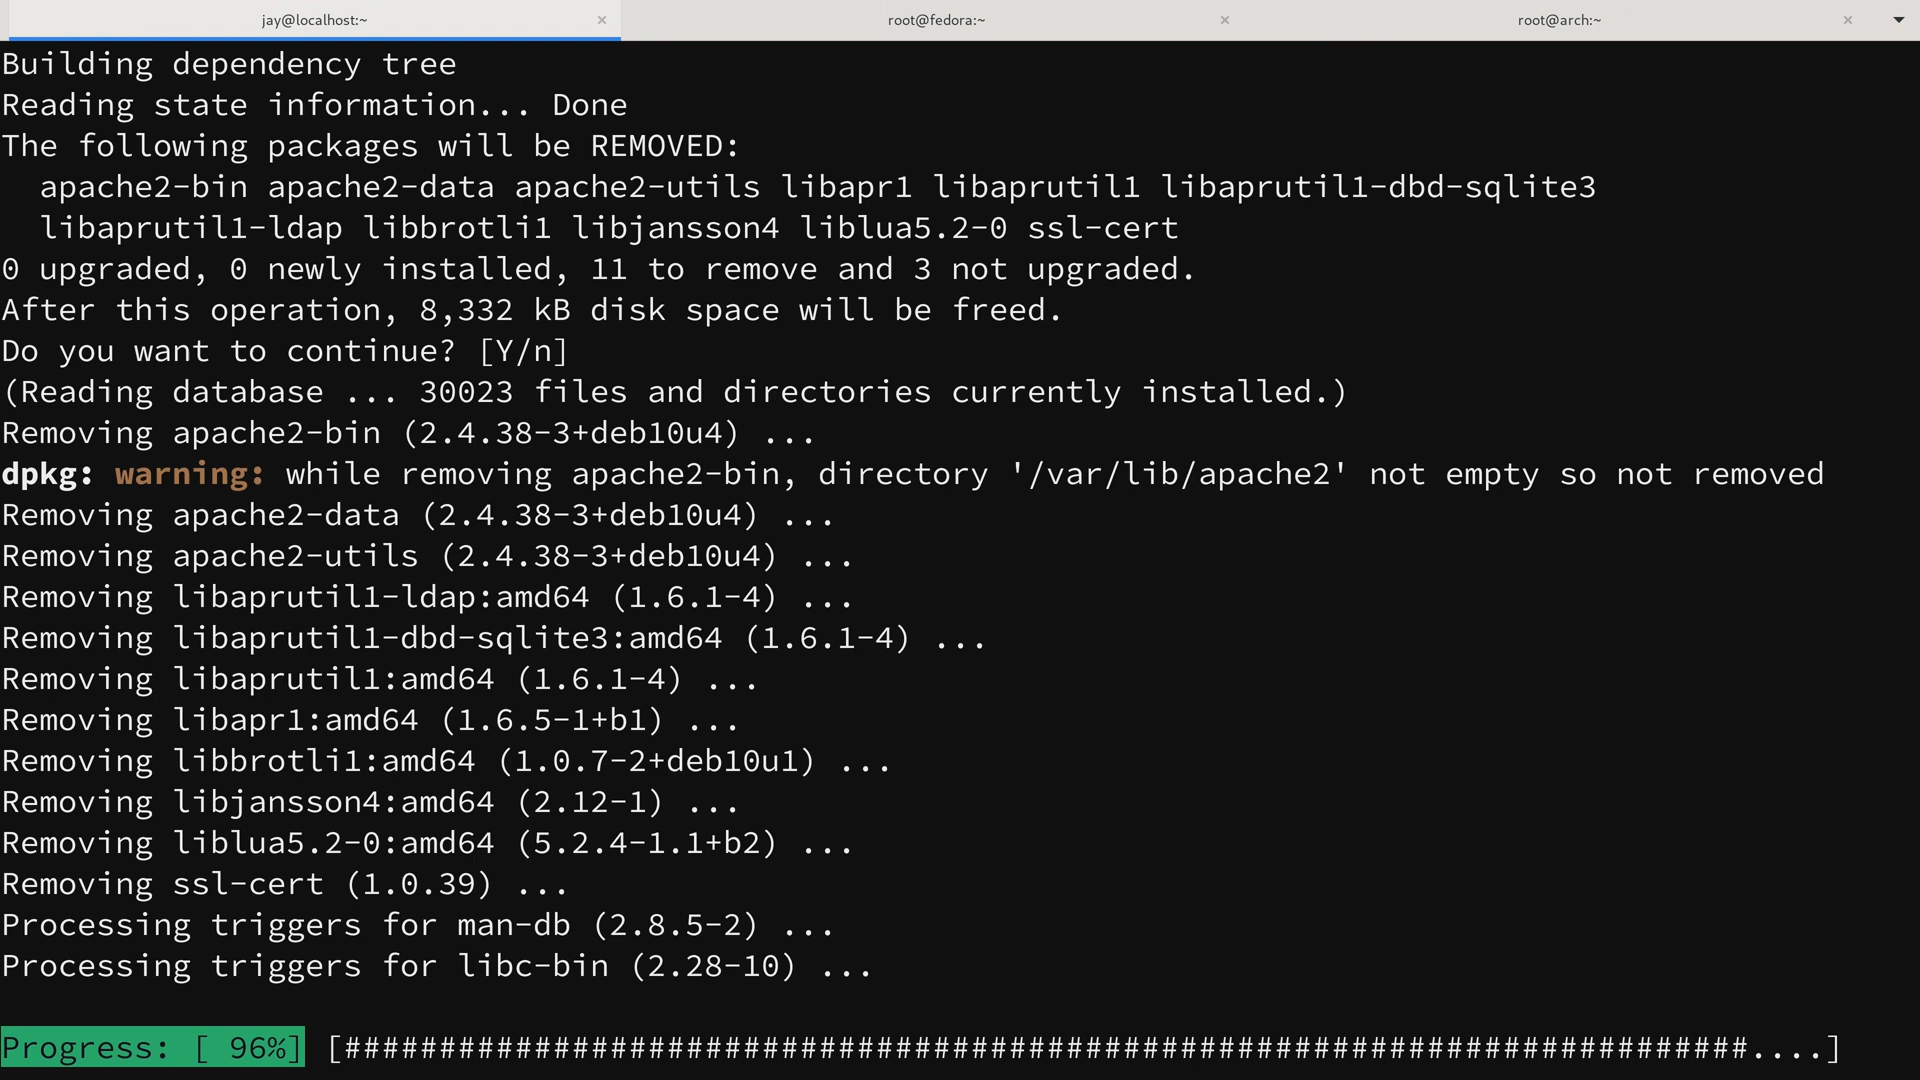 jay@localhost:~ × root@fedora:~ × root@arch:~ ×
Building dependency tree
Reading state information... Done
The following packages will be REMOVED:
  apache2-bin apache2-data apache2-utils libapr1 libaprutil1 libaprutil1-dbd-sqlite3
  libaprutil1-ldap libbrotli1 libjansson4 liblua5.2-0 ssl-cert
0 upgraded, 0 newly installed, 11 to remove and 3 not upgraded.
After this operation, 8,332 kB disk space will be freed.
Do you want to continue? [Y/n]
(Reading database ... 30023 files and directories currently installed.)
Removing apache2-bin (2.4.38-3+deb10u4) ...
dpkg: warning: while removing apache2-bin, directory '/var/lib/apache2' not empty so not removed
Removing apache2-data (2.4.38-3+deb10u4) ...
Removing apache2-utils (2.4.38-3+deb10u4) ...
Removing libaprutil1-ldap:amd64 (1.6.1-4) ...
Removing libaprutil1-dbd-sqlite3:amd64 (1.6.1-4) ...
Removing libaprutil1:amd64 (1.6.1-4) ...
Removing libapr1:amd64 (1.6.5-1+b1) ...
Removing libbrotli1:amd64 (1.0.7-2+deb10u1) ...
Removing libjansson4:amd64 (2.12-1) ...
Removing liblua5.2-0:amd64 (5.2.4-1.1+b2) ...
Removing ssl-cert (1.0.39) ...
Processing triggers for man-db (2.8.5-2) ...
Processing triggers for libc-bin (2.28-10) ...
Progress: [ 96%] [##########################################################################....]